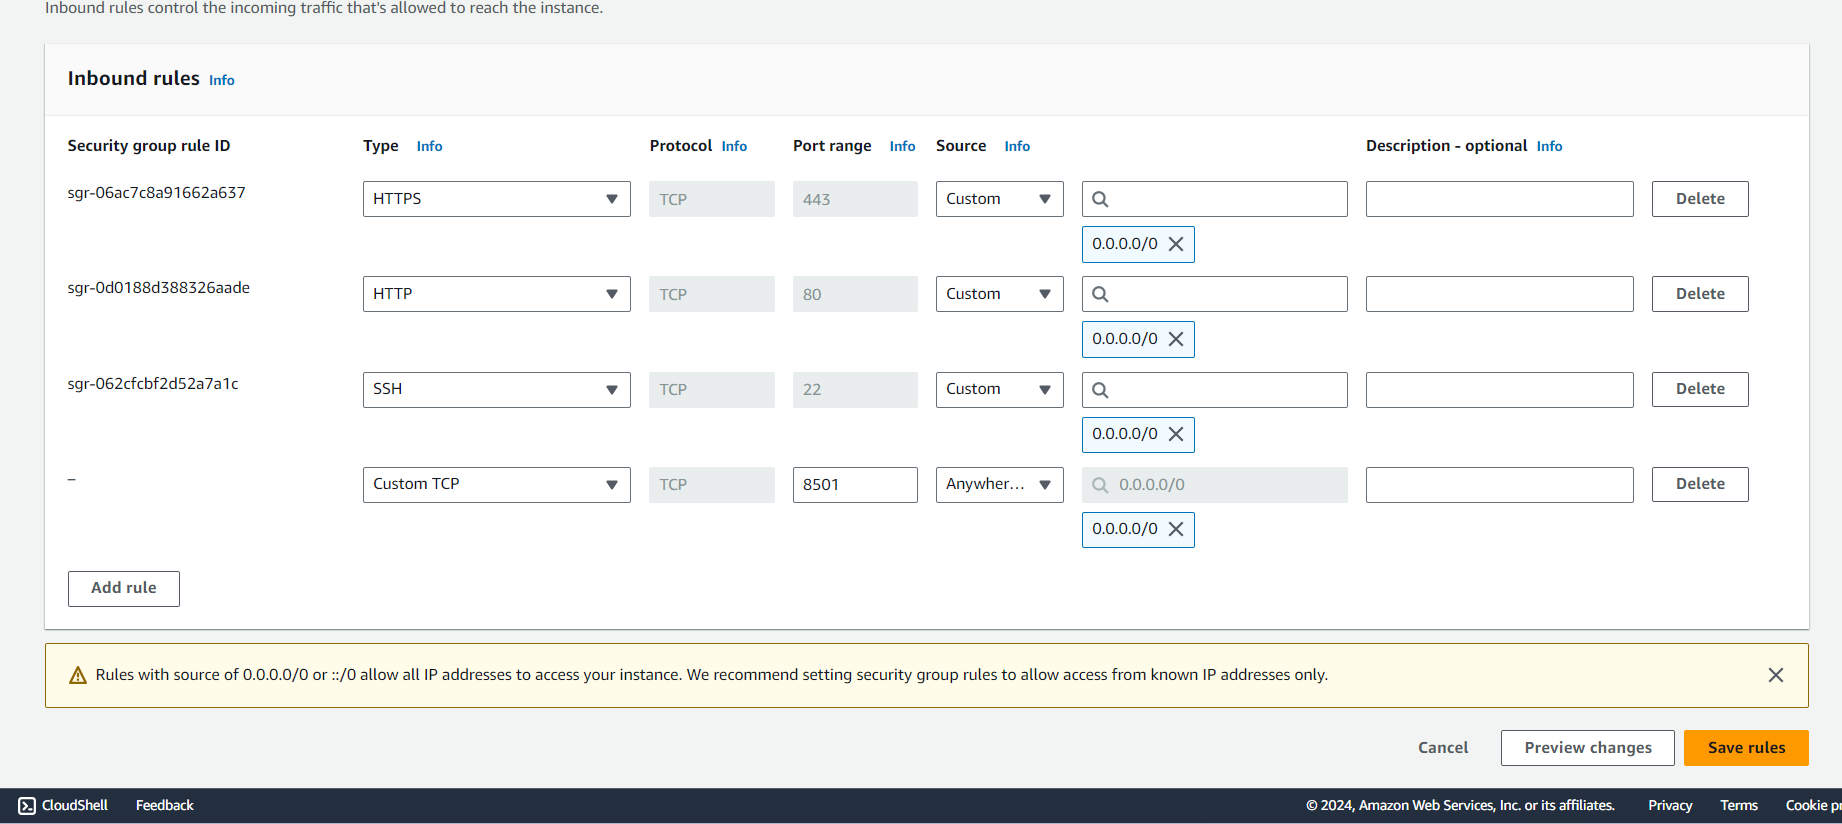 Inbound rules control the incoming traffic that's allowed to reach the instance.
Inbound rules Info
Security group rule ID Type Info Protocol Info Port range Info Source Info Description - optional Info
sgr-06ac7c8a91662a637 HTTPS TCP 443 Custom Delete
0.0.0.0/0
sgr-0d0188d388326aade HTTP TCP 80 Custom Delete
0.0.0.0/0
sgr-062cfcbf2d52a7a1c SSH TCP 22 Custom Delete
0.0.0.0/0
– Custom TCP TCP 8501 Anywher... 0.0.0.0/0 Delete
0.0.0.0/0
Add rule
Rules with source of 0.0.0.0/0 or ::/0 allow all IP addresses to access your instance. We recommend setting security group rules to allow access from known IP addresses only.
Cancel Preview changes Save rules
CloudShell Feedback © 2024, Amazon Web Services, Inc. or its affiliates. Privacy Terms Cookie pr